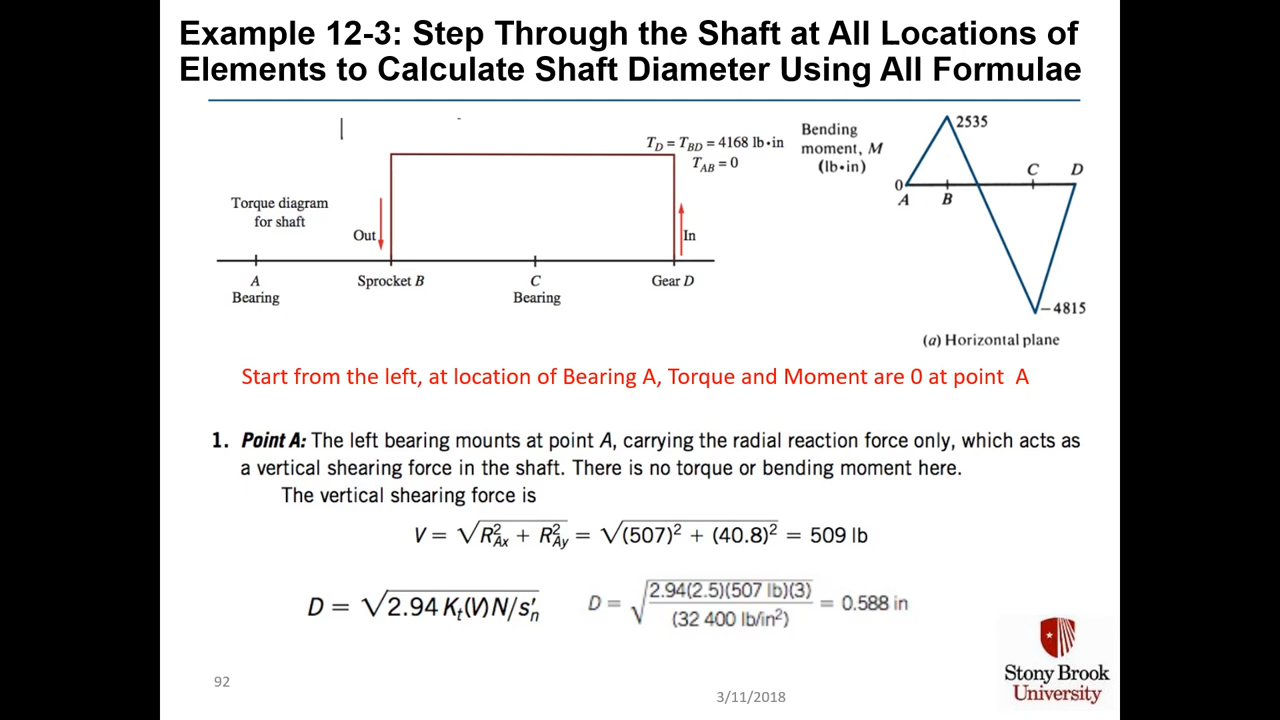 Example 12-3: Step Through the Shaft at All Locations of
Elements to Calculate Shaft Diameter Using All Formulae
Torque diagram
for shaft
T_D = T_BD = 4168 lb·in
T_AB = 0
Out
In
A
Bearing
Sprocket B
C
Bearing
Gear D
Bending
moment, M
(lb·in)
2535
0
A
B
C
D
−4815
(a) Horizontal plane
Start from the left, at location of Bearing A, Torque and Moment are 0 at point A
1. Point A: The left bearing mounts at point A, carrying the radial reaction force only, which acts as
a vertical shearing force in the shaft. There is no torque or bending moment here.
The vertical shearing force is
V = √(R²_Ax + R²_Ay) = √((507)² + (40.8)²) = 509 lb
D = √(2.94 K_t(V)N/s′_n)
D = √(2.94(2.5)(507 lb)(3) / (32 400 lb/in²)) = 0.588 in
Stony Brook
University
92
3/11/2018